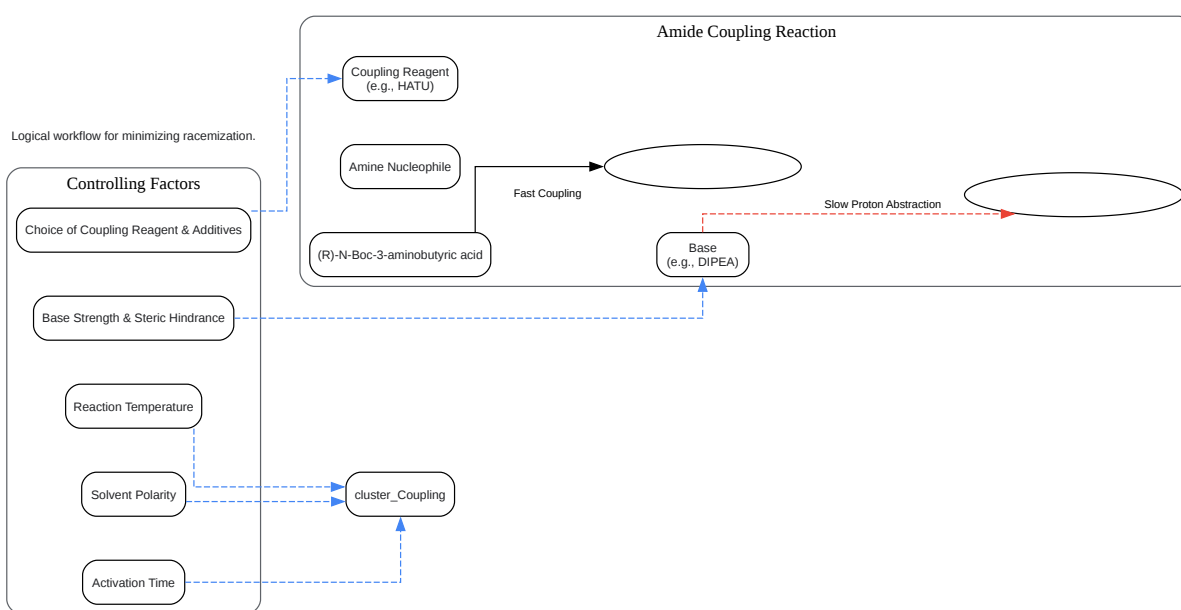 Amide Coupling Reaction
Coupling Reagent
(e.g., HATU)
Logical workflow for minimizing racemization.
Amine Nucleophile
Controlling Factors
Fast Coupling
Slow Proton Abstraction
Choice of Coupling Reagent & Additives
(R)-N-Boc-3-aminobutyric acid
Base
(e.g., DIPEA)
Base Strength & Steric Hindrance
Reaction Temperature
Solvent Polarity
cluster_Coupling
Activation Time